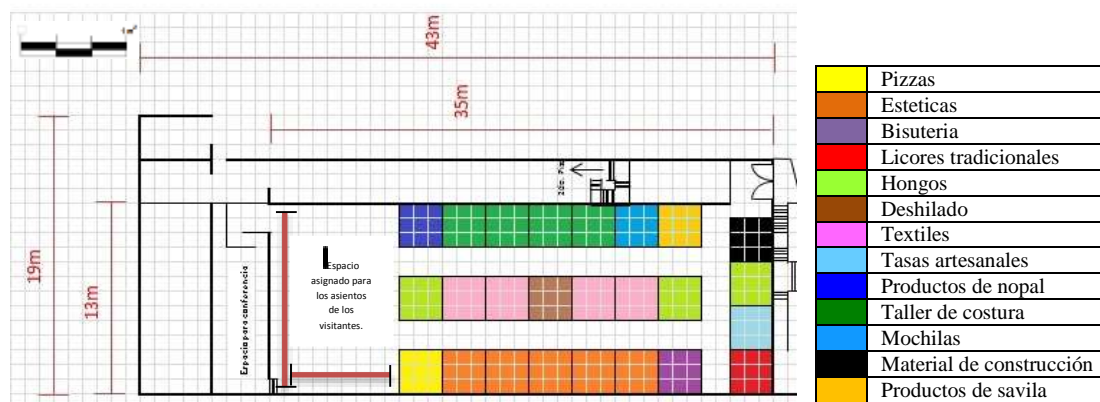 43m
35m
19m
13m
2da. Piso
Espacio para conferencia
Espacio
asignado para
los asientos
de los
visitantes.
Pizzas
Esteticas
Bisuteria
Licores tradicionales
Hongos
Deshilado
Textiles
Tasas artesanales
Productos de nopal
Taller de costura
Mochilas
Material de construcción
Productos de savila